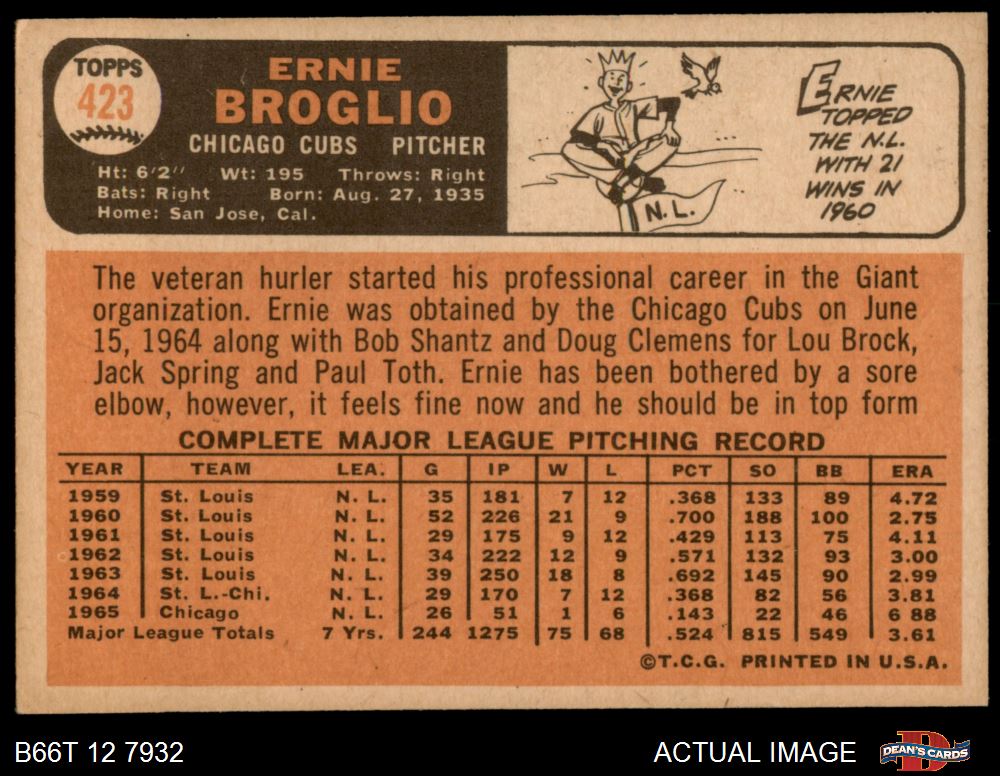 TOPPS
423
ERNIE
BROGLIO
CHICAGO CUBS PITCHER
Ht: 6'2" Wt: 195 Throws: Right
Bats: Right Born: Aug. 27, 1935
Home: San Jose, Cal.
N.L.
ERNIE
TOPPED
THE N.L.
WITH 21
WINS IN
1960
The veteran hurler started his professional career in the Giant
organization. Ernie was obtained by the Chicago Cubs on June
15, 1964 along with Bob Shantz and Doug Clemens for Lou Brock,
Jack Spring and Paul Toth. Ernie has been bothered by a sore
elbow, however, it feels fine now and he should be in top form
COMPLETE MAJOR LEAGUE PITCHING RECORD
YEAR TEAM LEA. G IP W L PCT SO BB ERA
1959 St. Louis N. L. 35 181 7 12 .368 133 89 4.72
1960 St. Louis N. L. 52 226 21 9 .700 188 100 2.75
1961 St. Louis N. L. 29 175 9 12 .429 113 75 4.11
1962 St. Louis N. L. 34 222 12 9 .571 132 93 3.00
1963 St. Louis N. L. 39 250 18 8 .692 145 90 2.99
1964 St. L.-Chi. N. L. 29 170 7 12 .368 82 56 3.81
1965 Chicago N. L. 26 51 1 6 .143 22 46 6 88
Major League Totals 7 Yrs. 244 1275 75 68 .524 815 549 3.61
©T.C.G. PRINTED IN U.S.A.
B66T 12 7932
ACTUAL IMAGE
D
DEAN'S CARDS